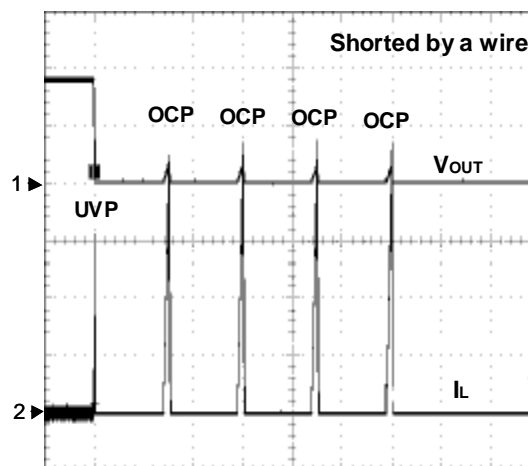 Shorted by a wire
OCP OCP OCP OCP
1 VOUT
UVP
IL
2